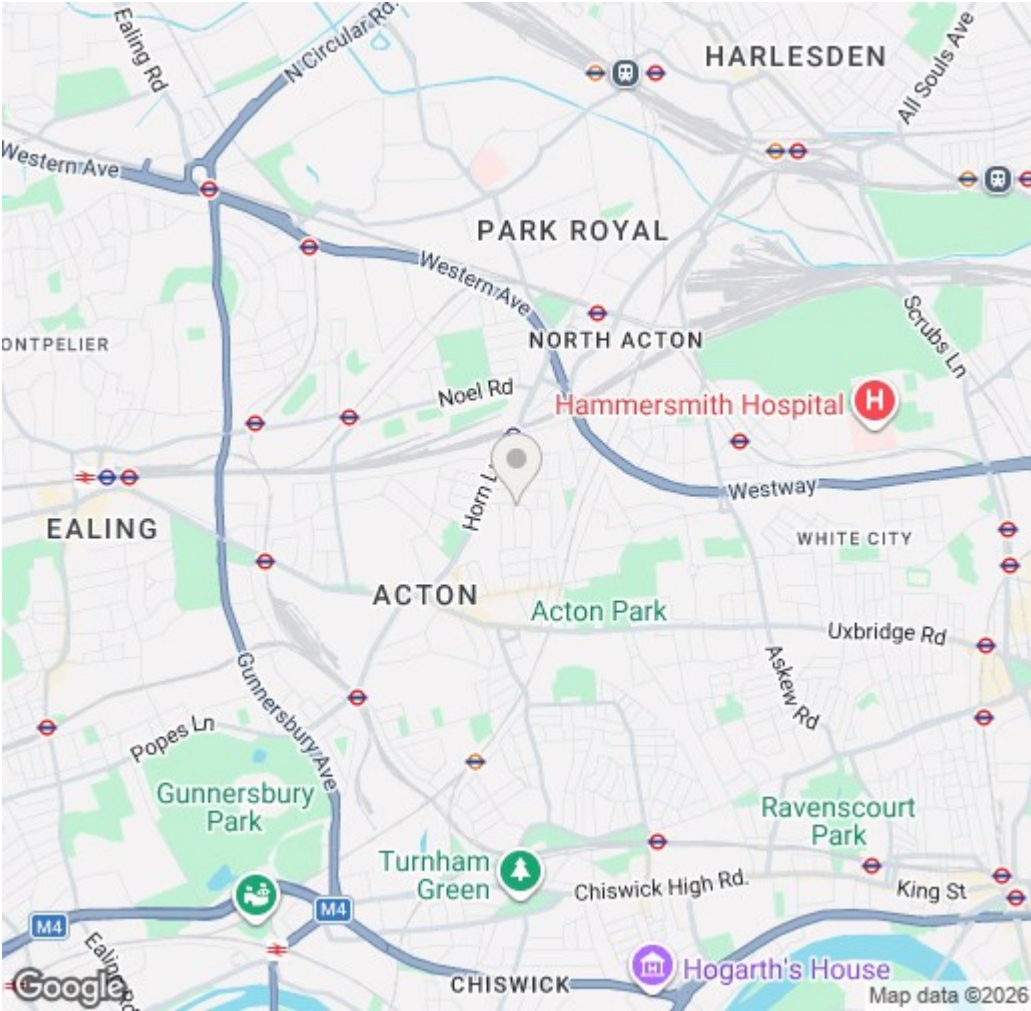 Ealing Rd
N Circular Rd.
HARLESDEN
All Souls Ave
Western Ave
PARK ROYAL
Western Ave
Scrubs Ln
NORTH ACTON
ONTPELIER
Noel Rd
Hammersmith Hospital
H
Horn L
Westway
EALING
WHITE CITY
ACTON
Acton Park
Uxbridge Rd
Gunnersbury Ave
Askew Rd
Popes Ln
Gunnersbury
Park
Ravenscourt
Park
Turnham
Green
Chiswick High Rd.
King St
M4
M4
Ealing Rd
CHISWICK
Hogarth's House
Google
Map data ©2026